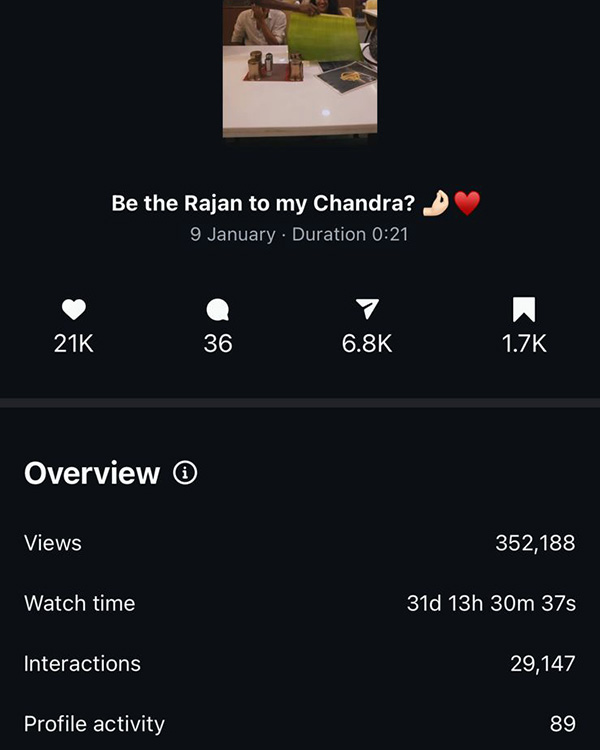 Be the Rajan to my Chandra? 🤌🏻♥️
9 January · Duration 0:21
21K 36 6.8K 1.7K
Overview
Views 352,188
Watch time 31d 13h 30m 37s
Interactions 29,147
Profile activity 89